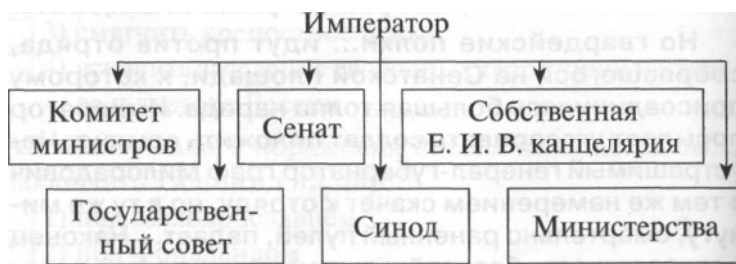 Император
Комитет
министров
Сенат
Собственная
Е. И. В. канцелярия
Государствен-
ный совет
Синод
Министерства